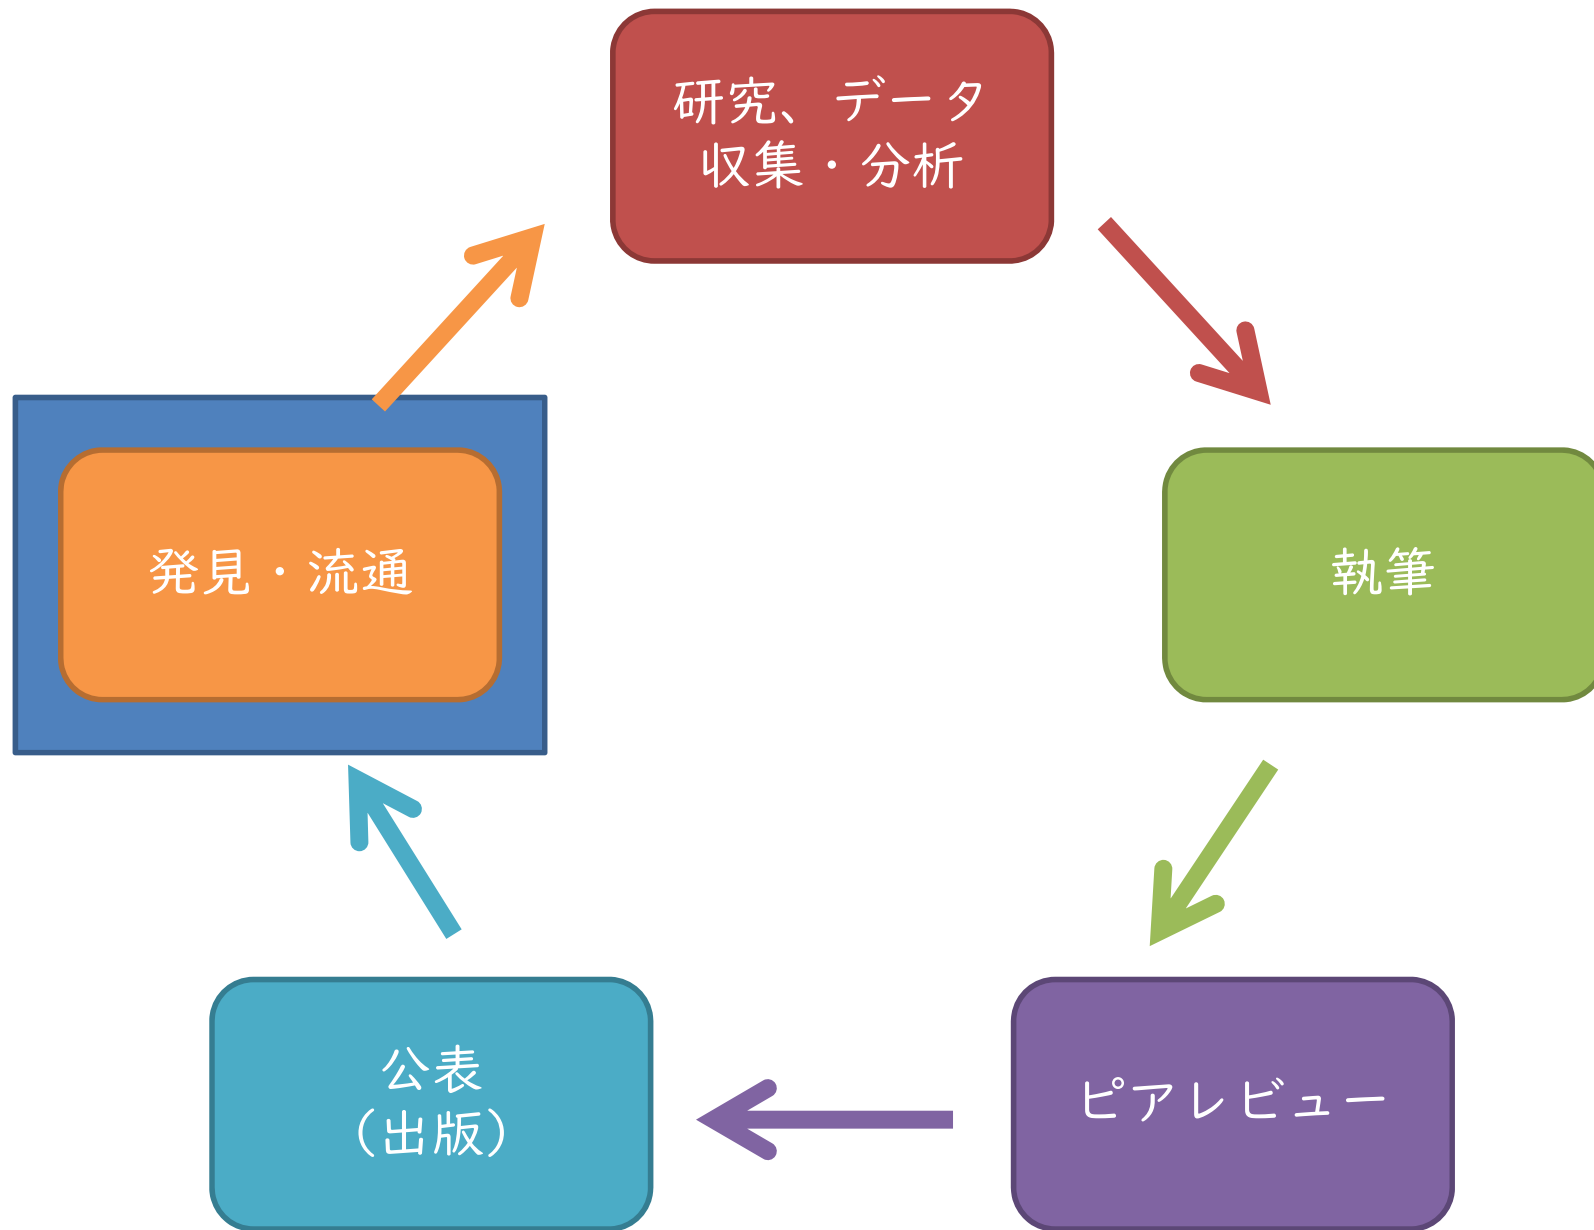 研究、データ
収集・分析
発見・流通
執筆
公表
（出版）
ピアレビュー